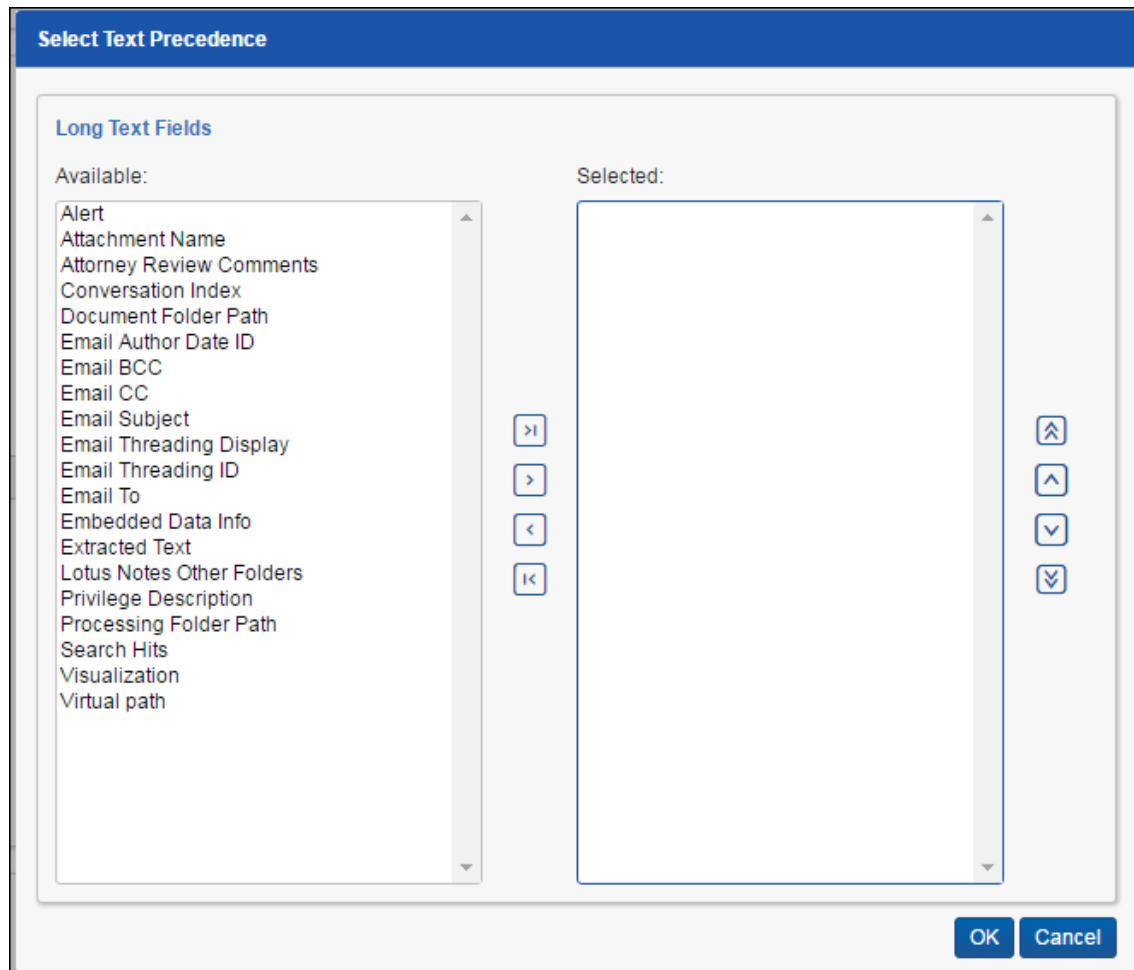 Select Text Precedence
Long Text Fields
Available:
Selected:
Alert
Attachment Name
Attorney Review Comments
Conversation Index
Document Folder Path
Email Author Date ID
Email BCC
Email CC
Email Subject
Email Threading Display
Email Threading ID
Email To
Embedded Data Info
Extracted Text
Lotus Notes Other Folders
Privilege Description
Processing Folder Path
Search Hits
Visualization
Virtual path
OK
Cancel